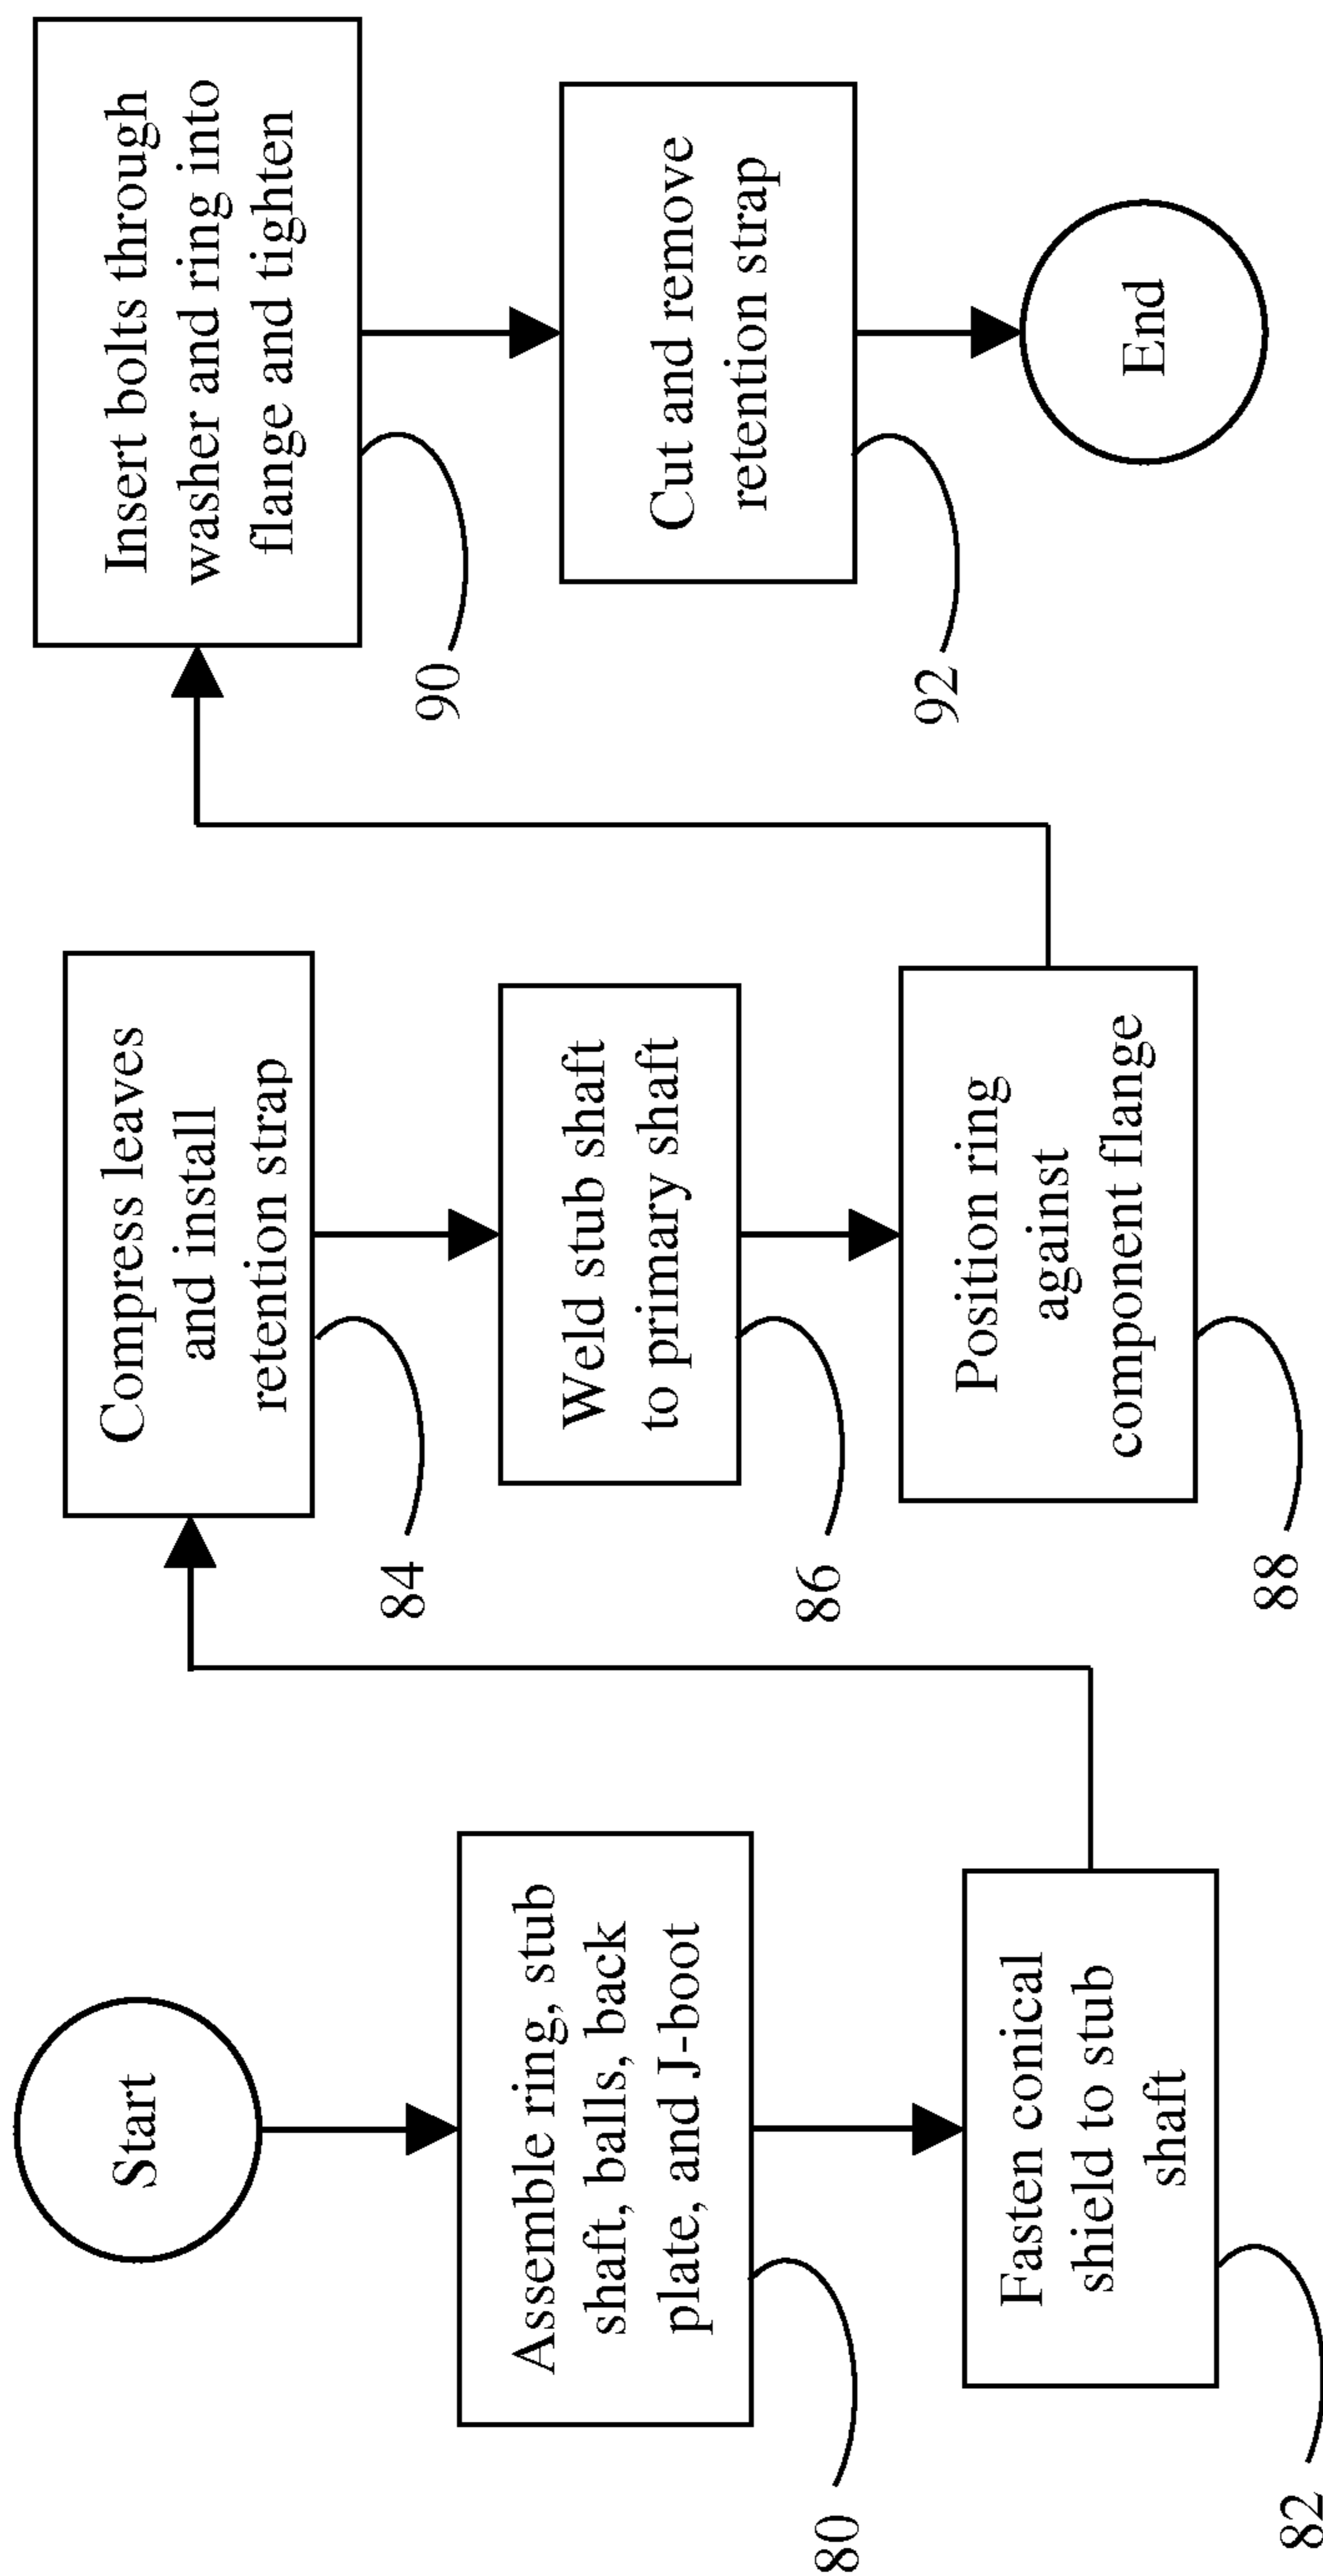 Start
Assemble ring, stub
shaft, balls, back
plate, and J-boot
80
Fasten conical
shield to stub
shaft
82
Compress leaves
and install
retention strap
84
Weld stub shaft
to primary shaft
86
Position ring
against
component flange
88
Insert bolts through
washer and ring into
flange and tighten
90
Cut and remove
retention strap
92
End